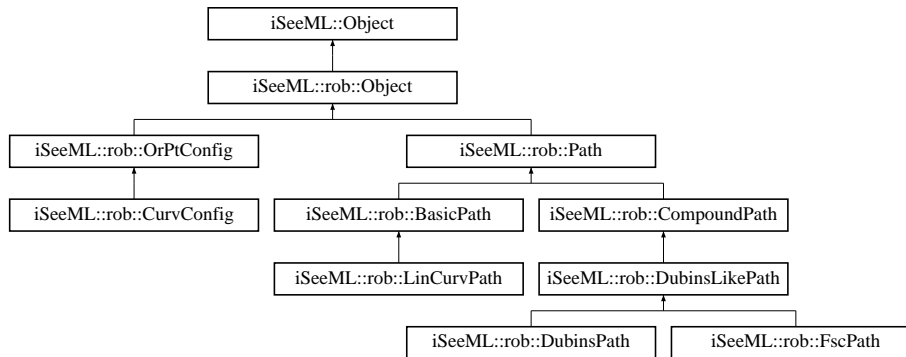 iSeeML::Object
iSeeML::rob::Object
iSeeML::rob::OrPtConfig
iSeeML::rob::Path
iSeeML::rob::CurvConfig
iSeeML::rob::BasicPath
iSeeML::rob::CompoundPath
iSeeML::rob::LinCurvPath
iSeeML::rob::DubinsLikePath
iSeeML::rob::DubinsPath
iSeeML::rob::FscPath